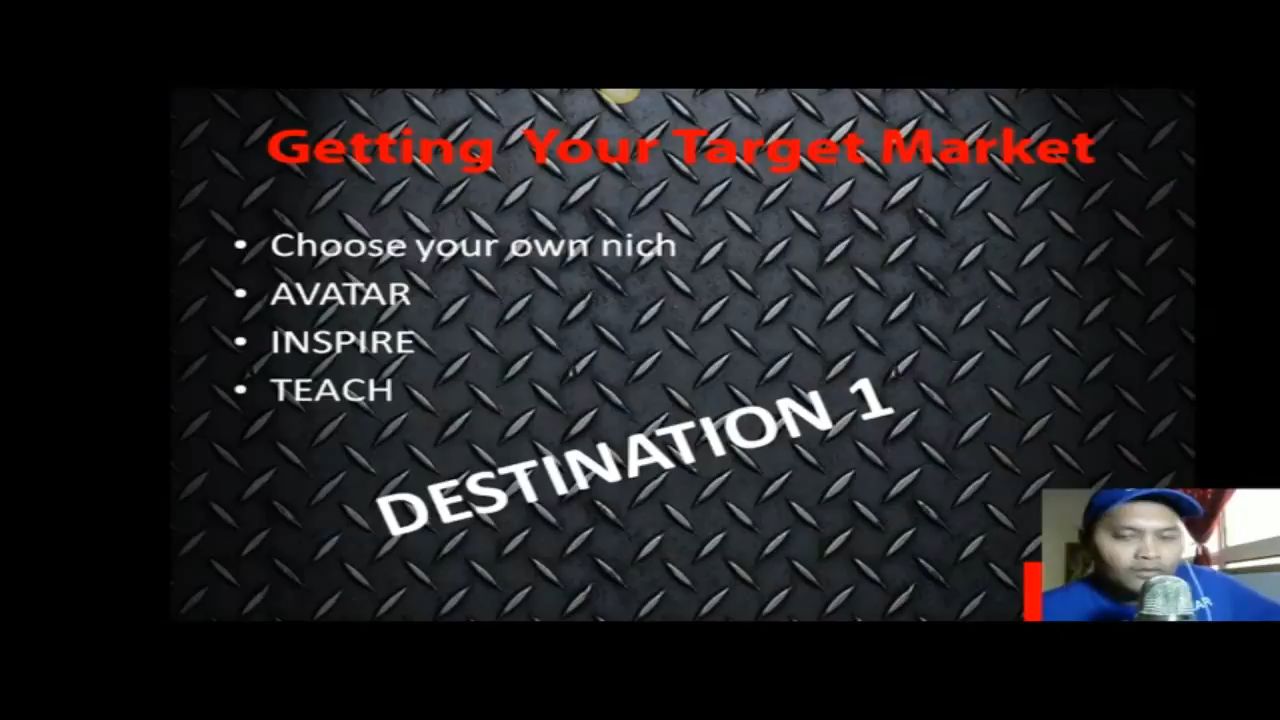 Getting Your Target Market
• Choose your own nich
• AVATAR
• INSPIRE
• TEACH
DESTINATION 1